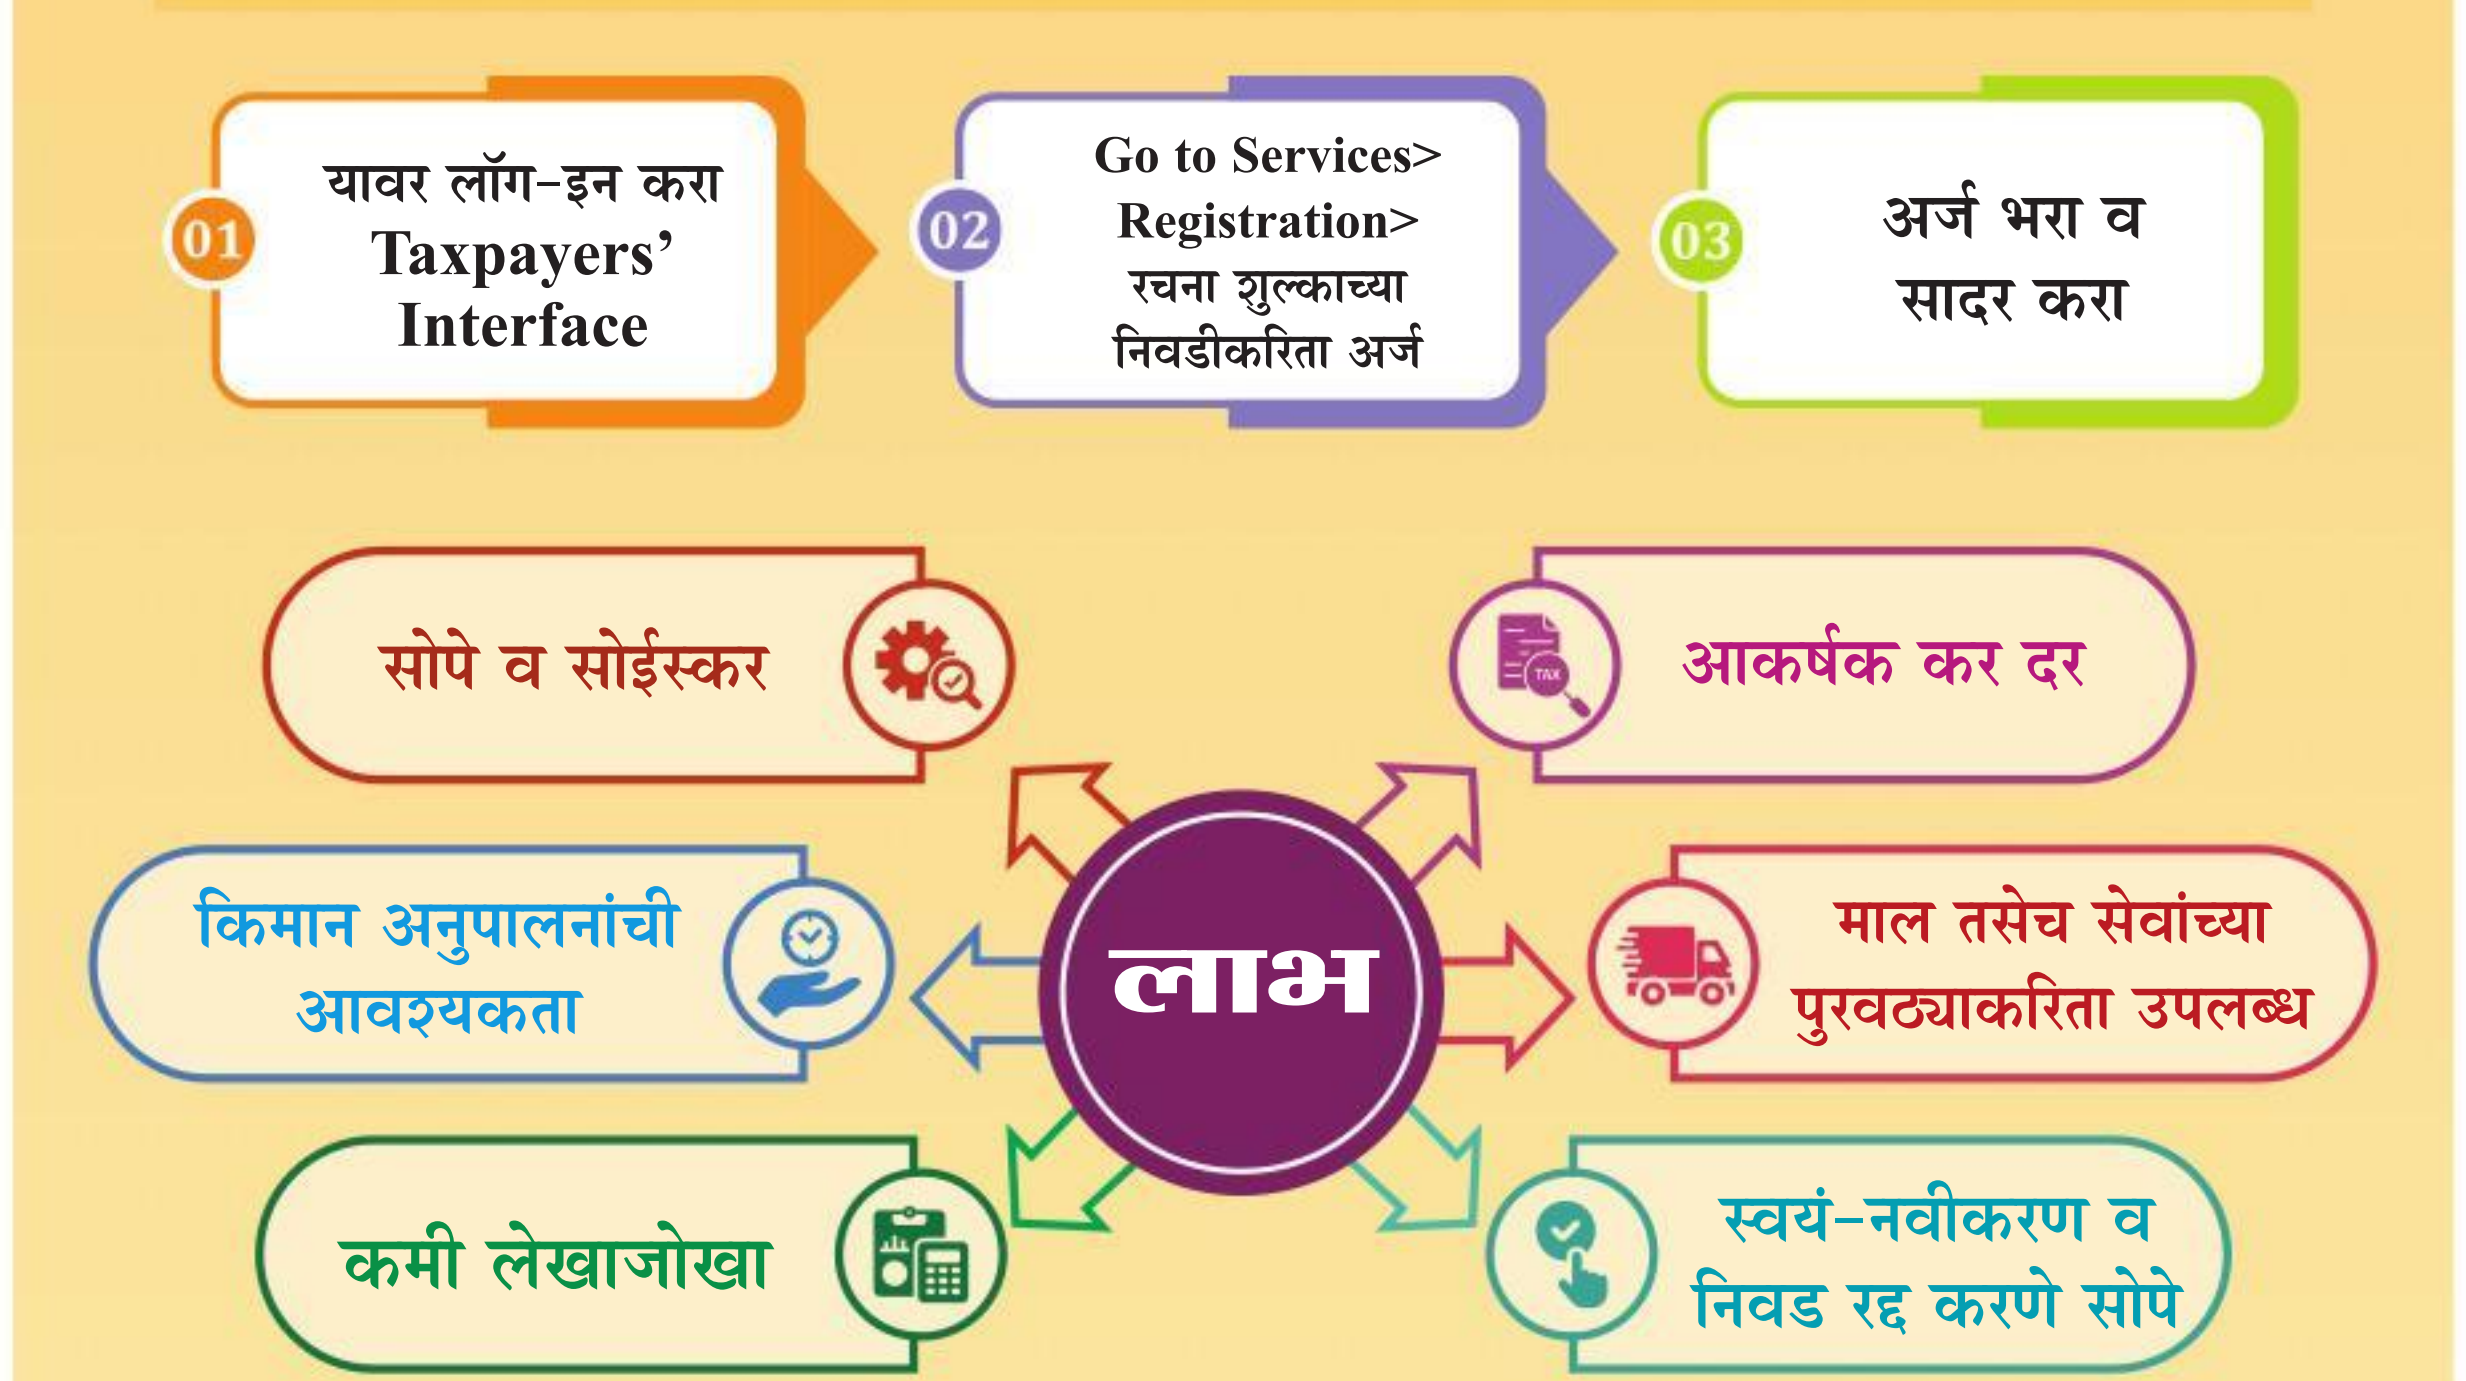 01
यावर लॉग-इन करा
Taxpayers’
Interface
02
Go to Services>
Registration>
रचना शुल्काच्या
निवडीकरिता अर्ज
03
अर्ज भरा व
सादर करा
सोपे व सोईस्कर
TAX
आकर्षक कर दर
किमान अनुपालनांची
आवश्यकता
लाभ
माल तसेच सेवांच्या
पुरवठ्याकरिता उपलब्ध
कमी लेखाजोखा
स्वयं-नवीकरण व
निवड रद्द करणे सोपे